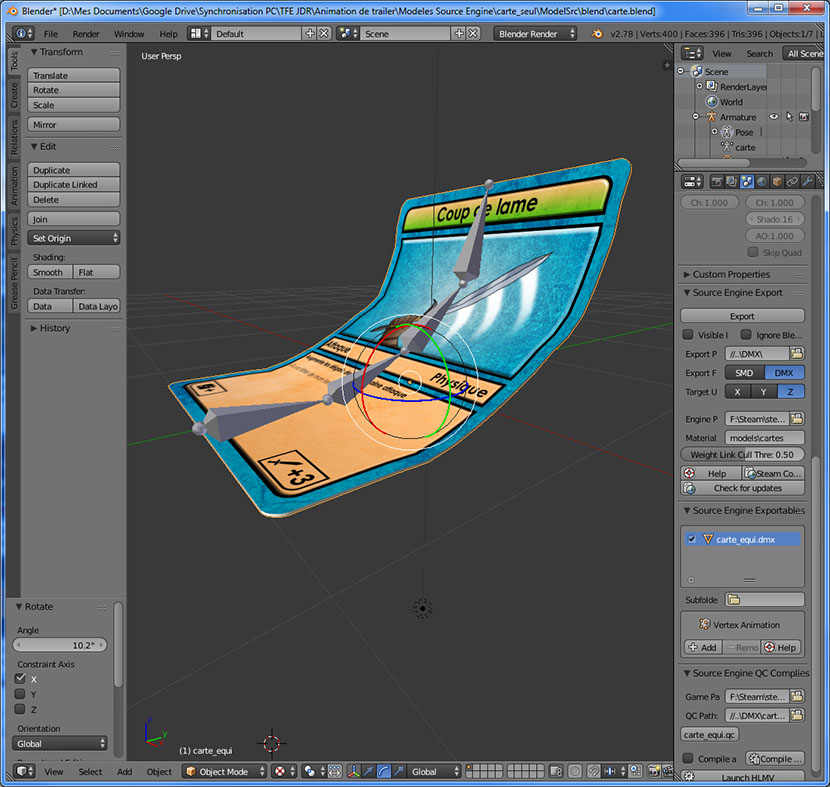 Blender* [D:\Mes Documents\Google Drive\Synchronisation PC\TFE JDR\Animation de trailer\Modeles Source Engine\carte_seul\ModelSrc\blend\carte.blend]
File Render Window Help Default Scene Blender Render v2.78 | Verts:400 | Faces:396 | Tris:396 | Objects:1/7 | L
Tools
Create
Relations
Animation
Physics
Grease Pencil
Transform
Translate
Rotate
Scale
Mirror
Edit
Duplicate
Duplicate Linked
Delete
Join
Set Origin
Shading:
Smooth Flat
Data Transfer:
Data Data Layo
History
Rotate
Angle
10.2°
Constraint Axis
X
Y
Z
Orientation
Global
User Persp
Coup de lame
Attaque
Physique
+3
z
y
(1) carte_equi
View Select Add Object Object Mode Global
View Search All Scene
Scene
RenderLayer
World
Armature
Pose
carte
Ch: 1.000 Ch: 1.000
Shado: 16
AO: 1.000
Skip Quad
Custom Properties
Source Engine Export
Export
Visible l Ignore Ble...
Export P //..\DMX\
Export F SMD DMX
Target U X Y Z
Engine P F:\Steam\ste...
Material models\cartes
Weight Link Cull Thre: 0.50
Help Steam Co...
Check for updates
Source Engine Exportables
carte_equi.dmx
Subfolde
Vertex Animation
Add Remo Help
Source Engine QC Complies
Game Pa F:\Steam\ste...
QC Path: //..\DMX\cart...
carte_equi.qc
Compile a Compile ...
Launch HLMV